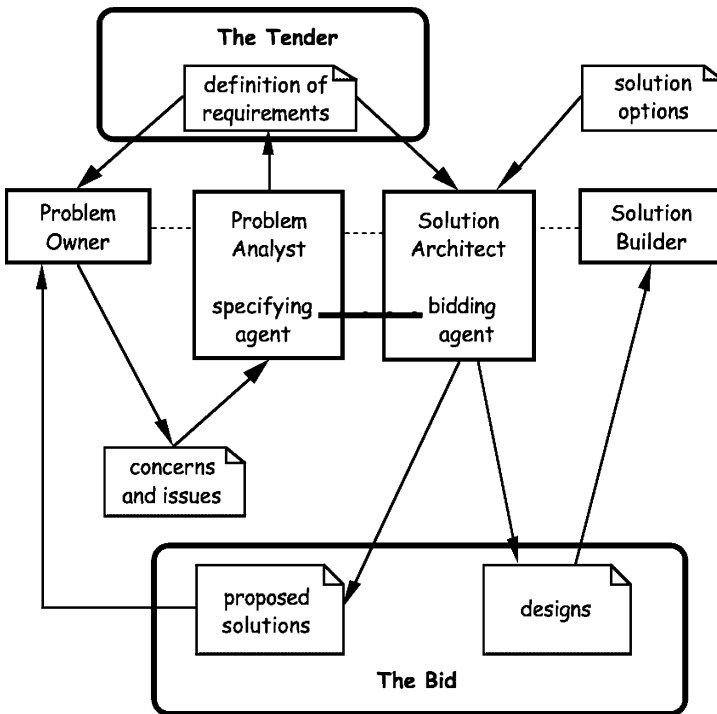 The Tender
definition of
requirements
solution
options
Problem
Owner
Problem
Analyst
specifying
agent
Solution
Architect
bidding
agent
Solution
Builder
concerns
and issues
proposed
solutions
designs
The Bid